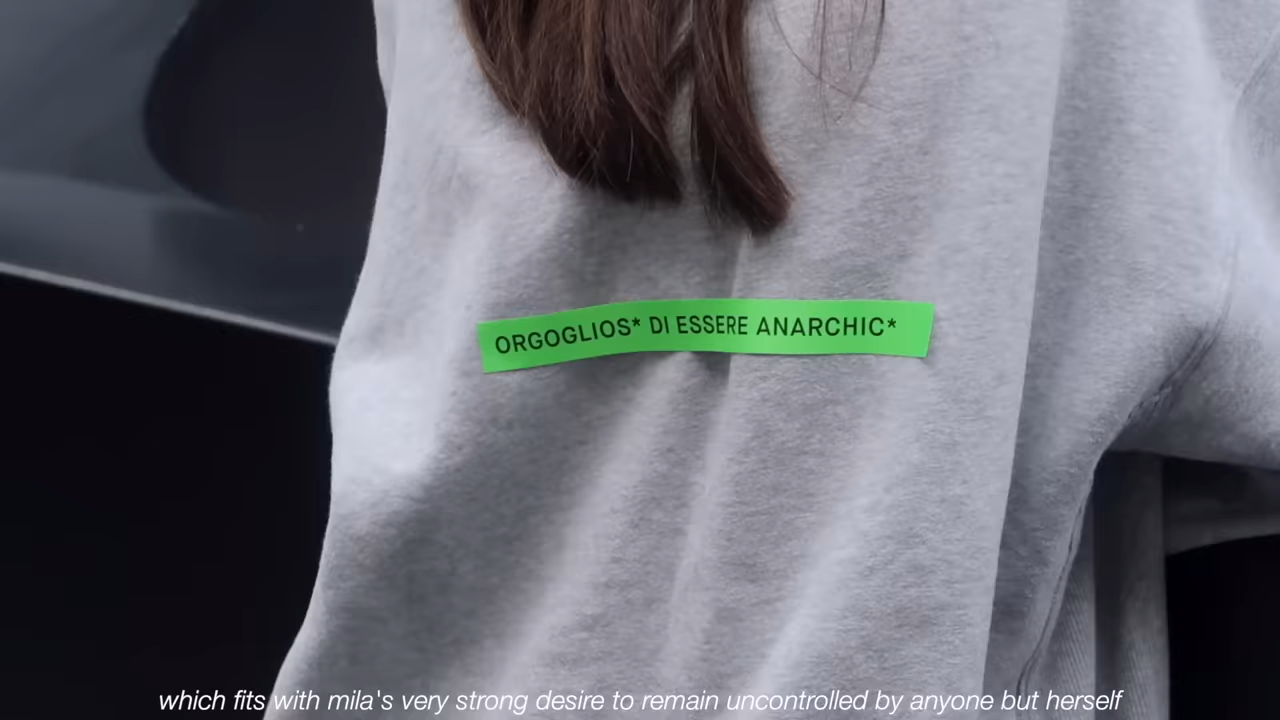 ORGOGLIOS* DI ESSERE ANARCHIC*
which fits with mila's very strong desire to remain uncontrolled by anyone but herself